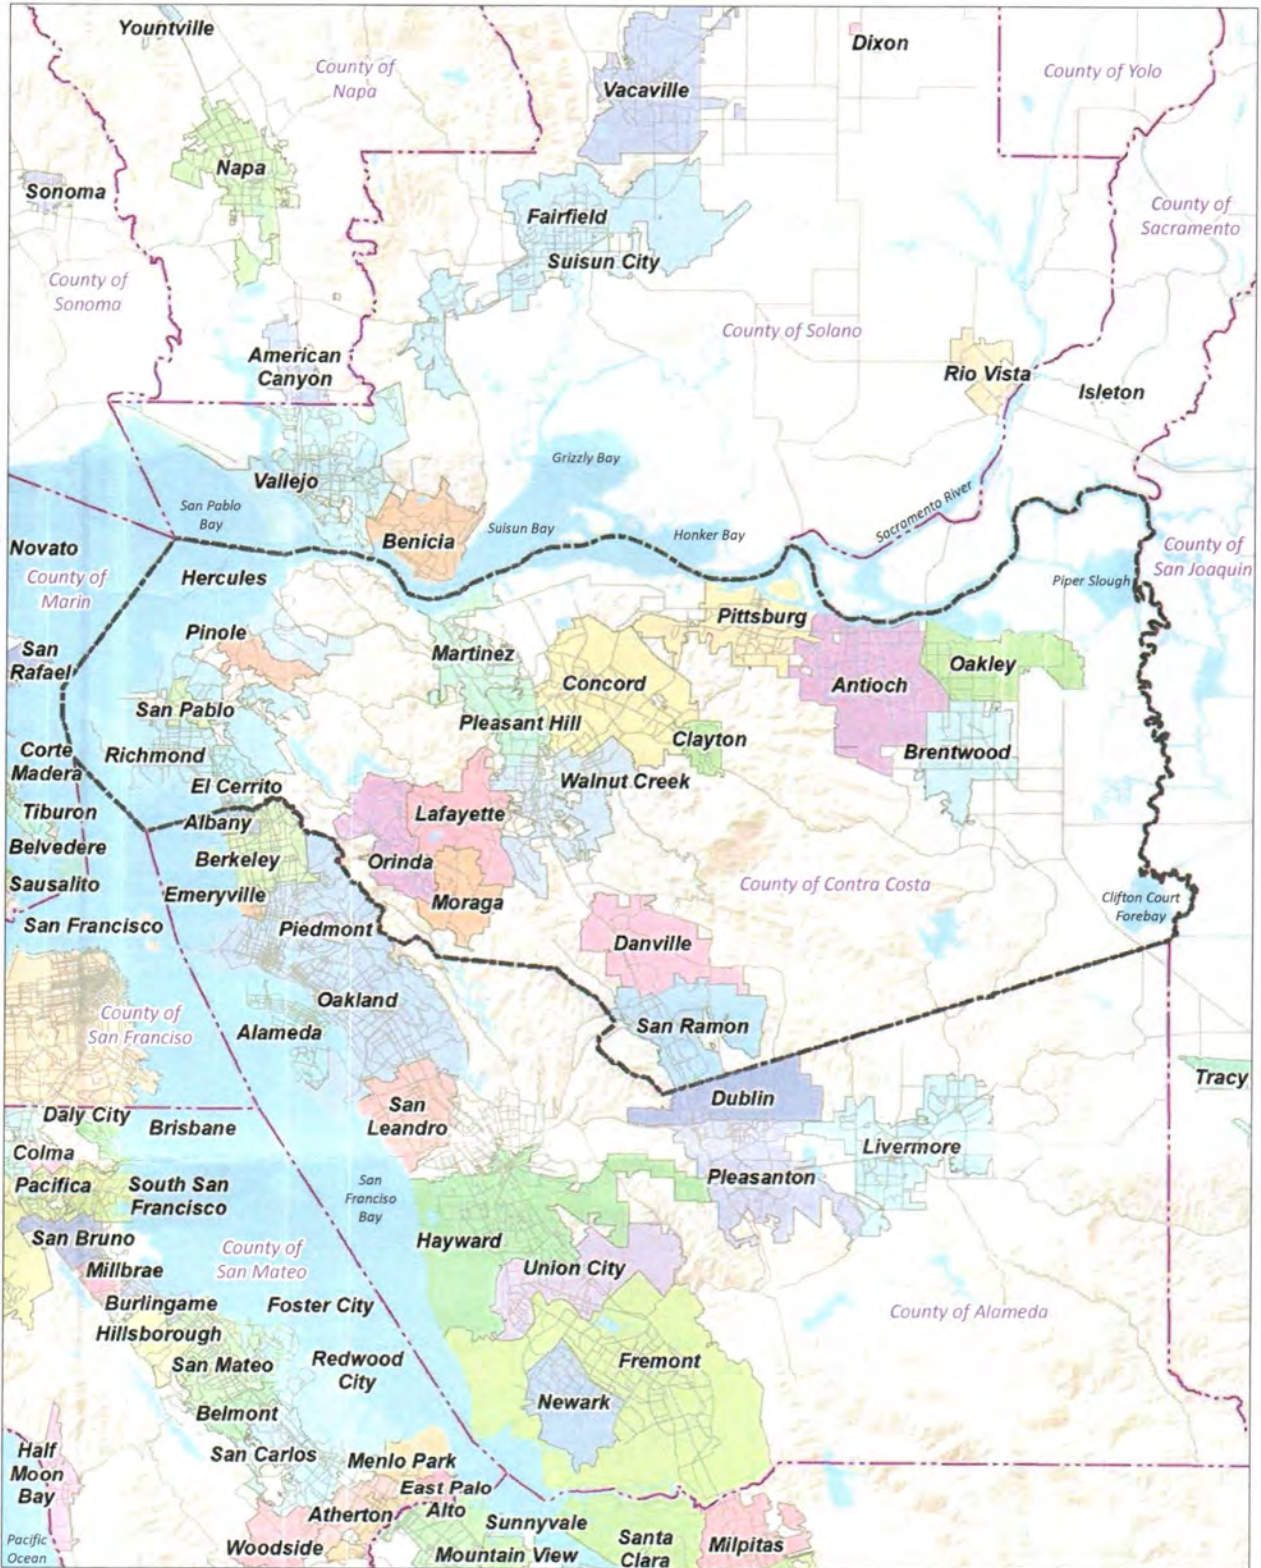 Yountville
Dixon
County of
Napa
County of Yolo
Vacaville
Napa
Sonoma
County of
Sacramento
Fairfield
Suisun City
County of
Sonoma
County of Solano
American
Canyon
Rio Vista
Isleton
Grizzly Bay
Vallejo
San Pablo
Bay
Sacramento River
Suisun Bay
Honker Bay
Benicia
Novato
County of
Marin
Hercules
County of
San Joaquin
Piper Slough
Pittsburg
Pinole
San
Rafael
Martinez
Oakley
Concord
Antioch
San Pablo
Pleasant Hill
Clayton
Brentwood
Corte
Madera
Richmond
El Cerrito
Walnut Creek
Tiburon
Albany
Lafayette
Belvedere
Berkeley
Orinda
Sausalito
Emeryville
Moraga
County of Contra Costa
Clifton Court
Forebay
San Francisco
Piedmont
Danville
Oakland
County of
San Franciso
Alameda
San Ramon
Tracy
Daly City
Brisbane
San
Leandro
Dublin
Colma
Livermore
Pacifica
South San
Francisco
San
Franciso
Bay
Pleasanton
San Bruno
County of
San Mateo
Hayward
Millbrae
Union City
Burlingame
Foster City
County of Alameda
Hillsborough
San Mateo
Redwood
City
Fremont
Newark
Belmont
Half
Moon
Bay
San Carlos
Menlo Park
East Palo
Alto
Atherton
Sunnyvale
Pacific
Ocean
Woodside
Mountain View
Santa
Clara
Milpitas